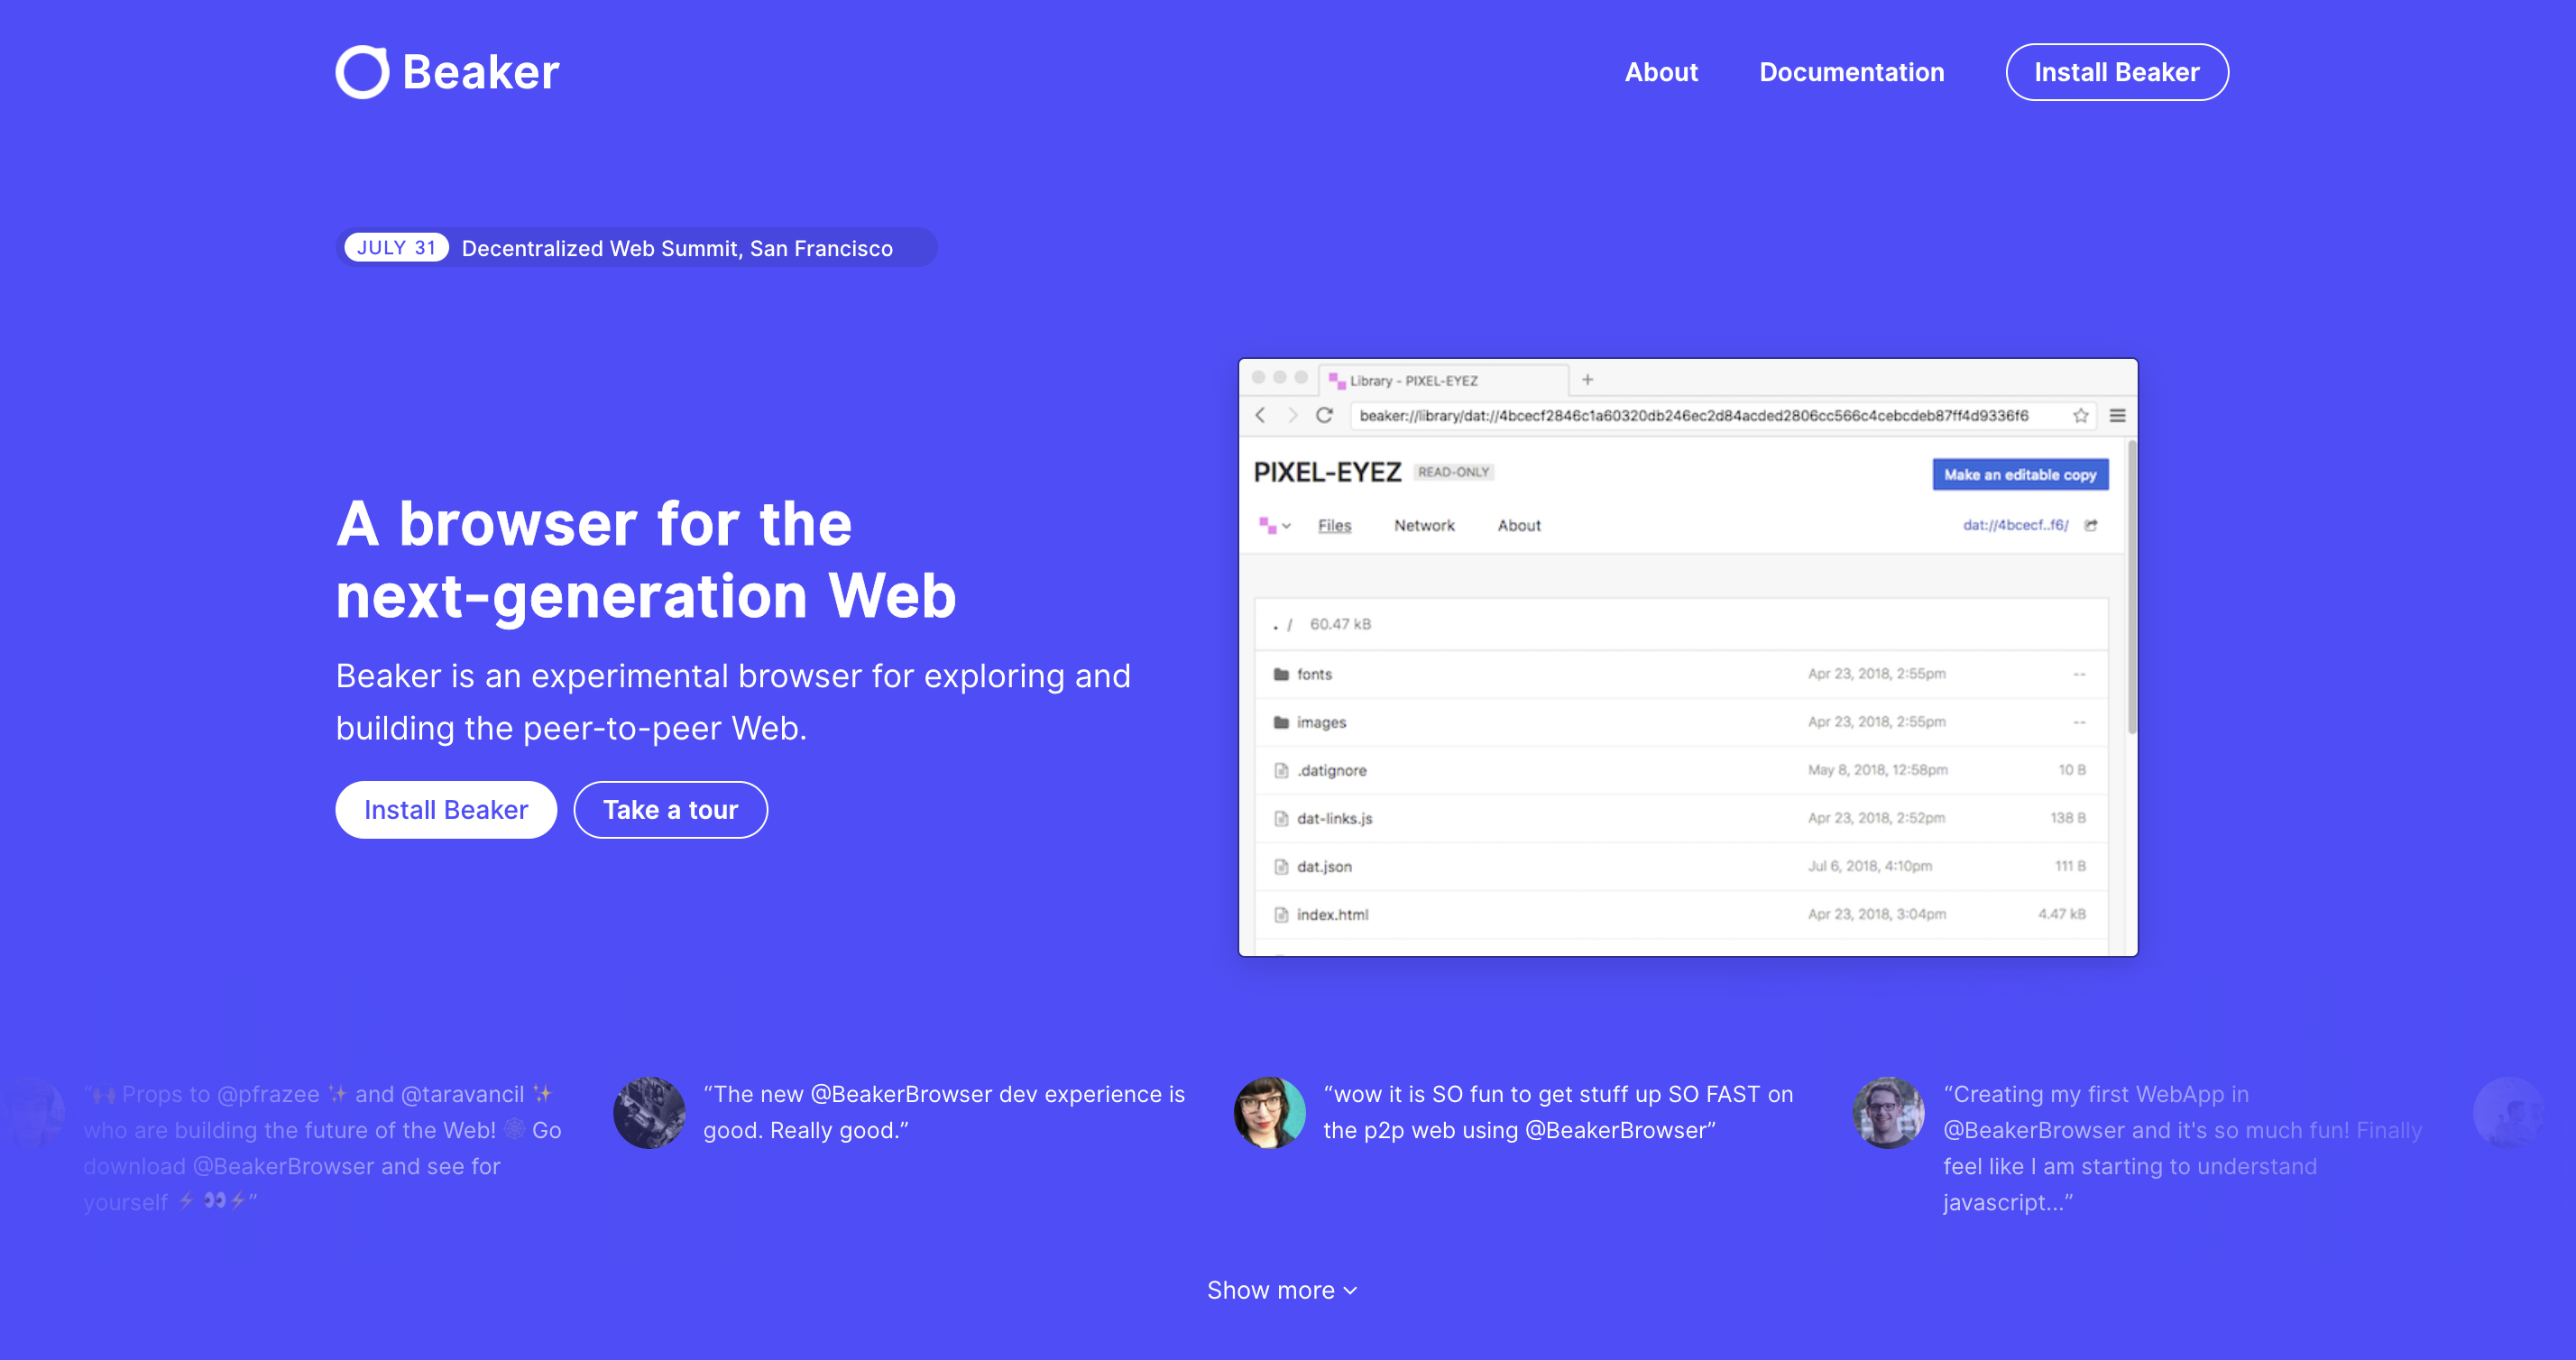 Beaker
About
Documentation
Install Beaker
JULY 31 Decentralized Web Summit, San Francisco
A browser for the
next-generation Web
Beaker is an experimental browser for exploring and
building the peer-to-peer Web.
Install Beaker
Take a tour
Library - PIXEL-EYEZ
beaker://library/dat://4bcecf2846c1a60320db246ec2d84acded2806cc566c4cebcdeb87ff4d9336f6
PIXEL-EYEZ READ-ONLY
Make an editable copy
Files
Network
About
dat://4bcecf..f6/
. / 60.47 kB
fonts Apr 23, 2018, 2:55pm --
images Apr 23, 2018, 2:55pm --
.datignore May 8, 2018, 12:58pm 10 B
dat-links.js Apr 23, 2018, 2:52pm 138 B
dat.json Jul 6, 2018, 4:10pm 111 B
index.html Apr 23, 2018, 3:04pm 4.47 kB
“🙌 Props to @pfrazee ✨ and @taravancil ✨
who are building the future of the Web! 🕸 Go
download @BeakerBrowser and see for
yourself ⚡ 👀⚡”
“The new @BeakerBrowser dev experience is
good. Really good.”
“wow it is SO fun to get stuff up SO FAST on
the p2p web using @BeakerBrowser”
“Creating my first WebApp in
@BeakerBrowser and it's so much fun! Finally
feel like I am starting to understand
javascript...”
Show more